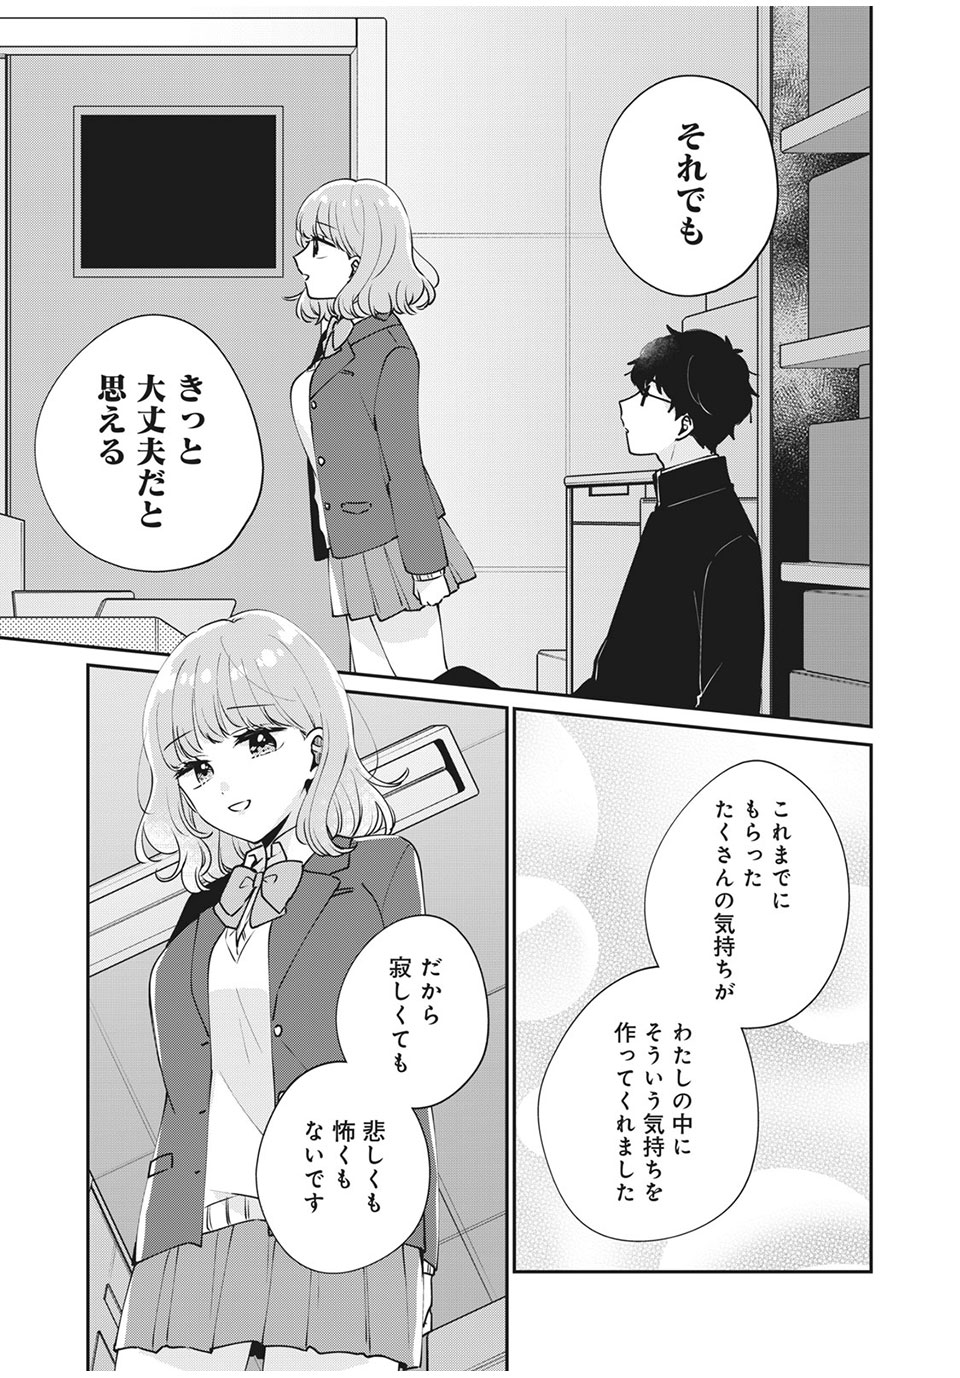 それでも
きっと
大丈夫だと
思える
これまでに
もらった
たくさんの気持ちが
わたしの中に
そういう気持ちを
作ってくれました
だから
寂しくても
悲しくも
怖くも
ないです